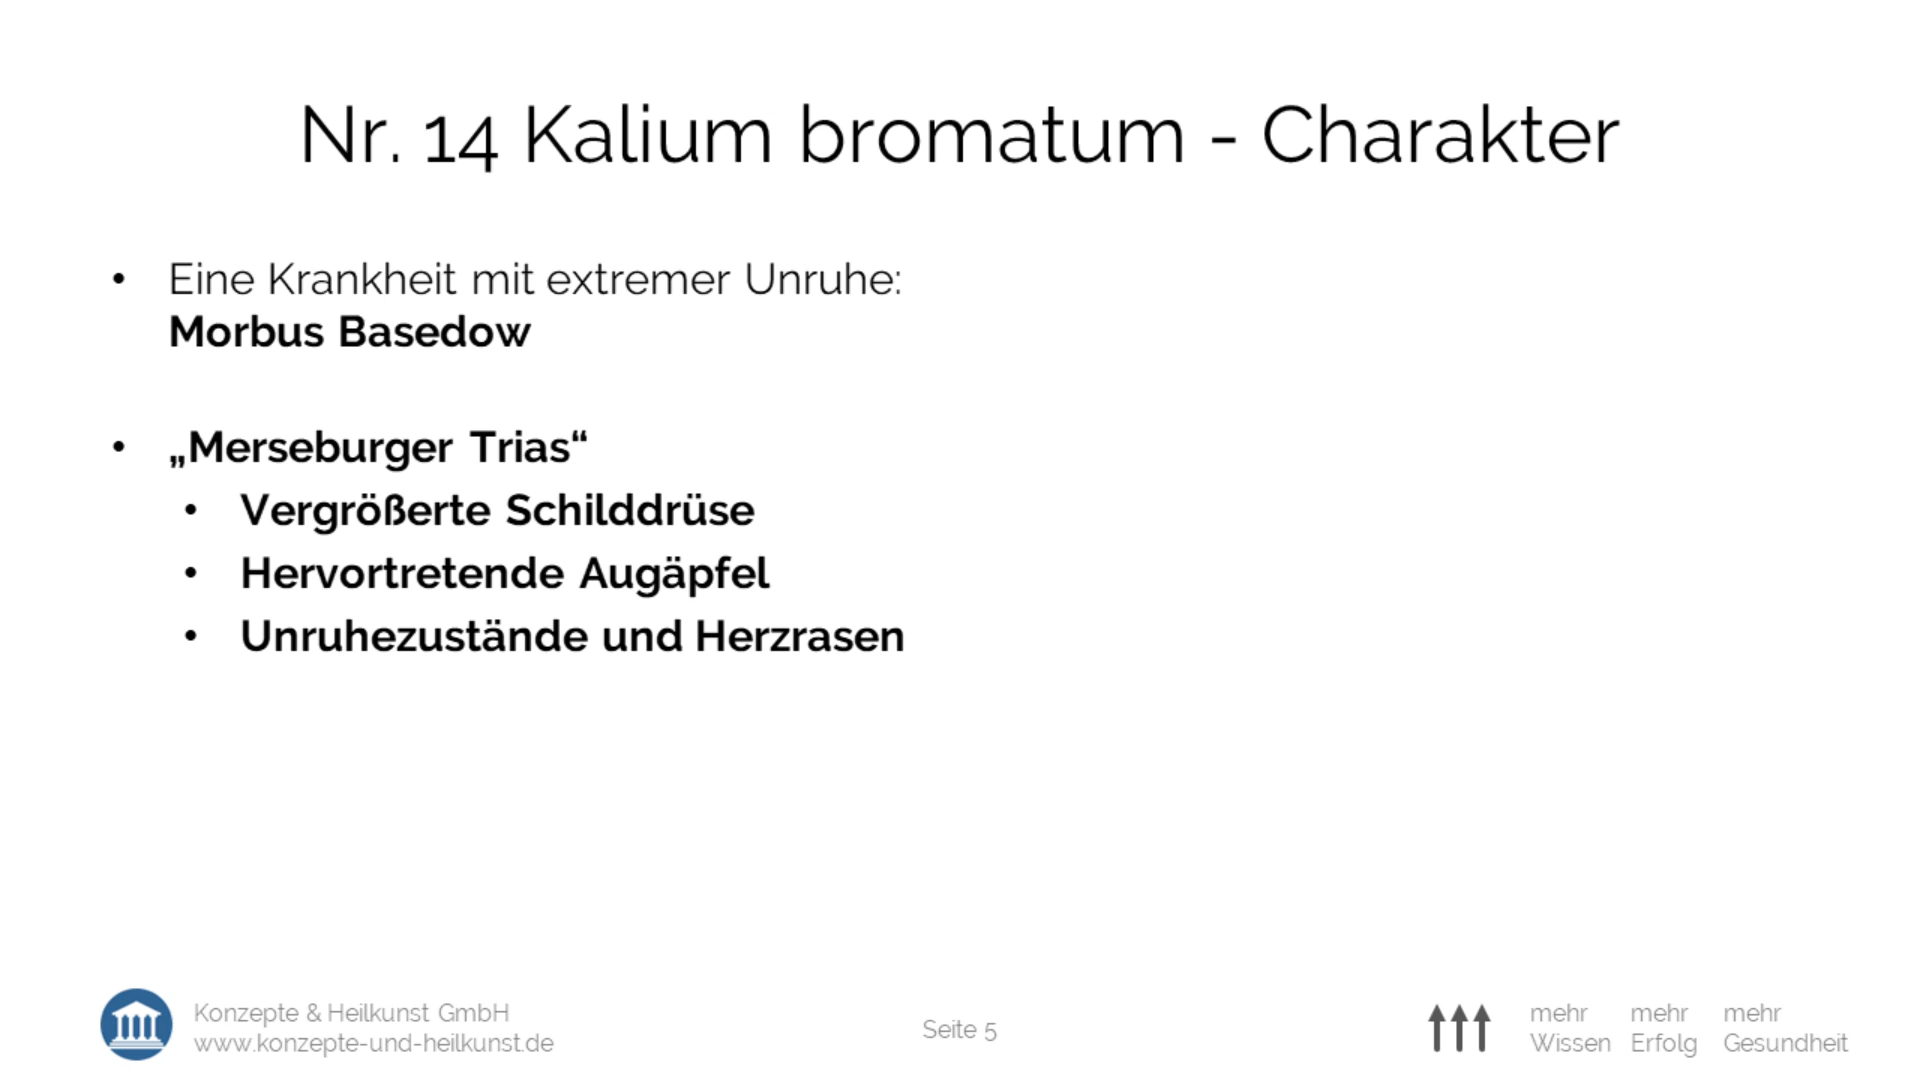 Nr. 14 Kalium bromatum - Charakter
• Eine Krankheit mit extremer Unruhe:
Morbus Basedow
• „Merseburger Trias“
• Vergrößerte Schilddrüse
• Hervortretende Augäpfel
• Unruhezustände und Herzrasen
Konzepte & Heilkunst GmbH
www.konzepte-und-heilkunst.de
Seite 5
mehr mehr mehr
Wissen Erfolg Gesundheit